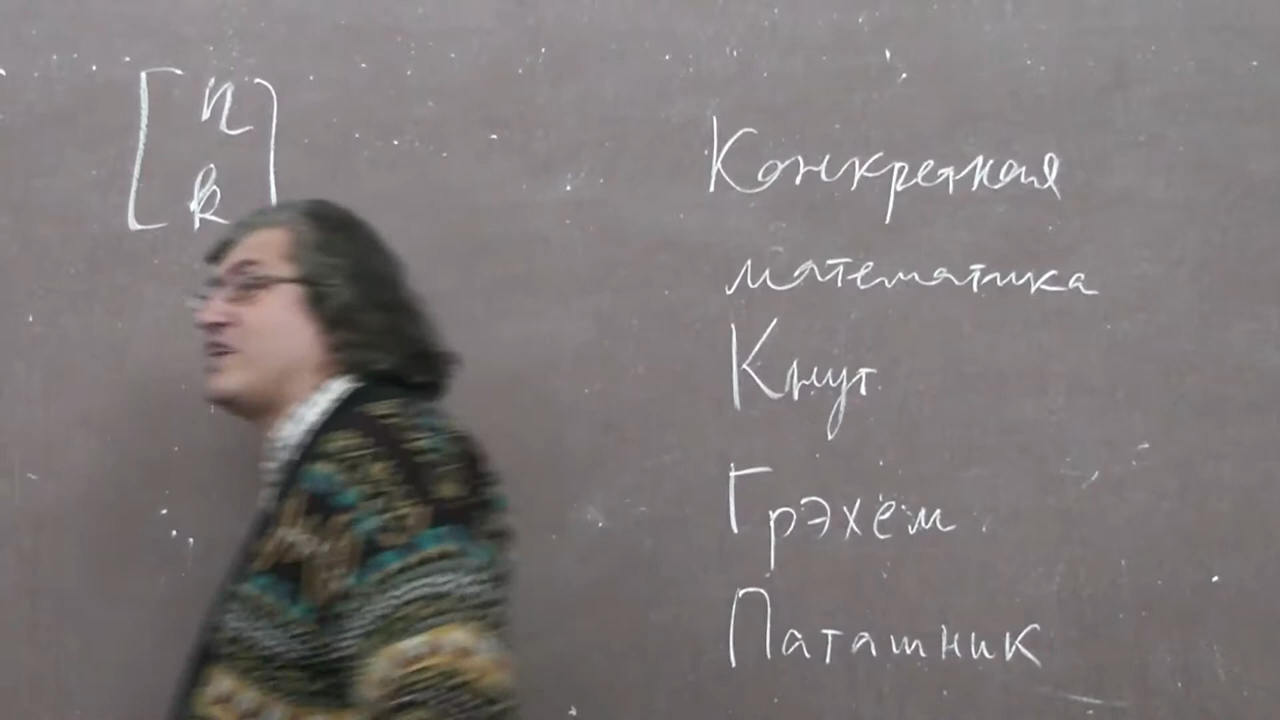 [n
k]
Конкретная
математика
Кнут
Грэхем
Паташник